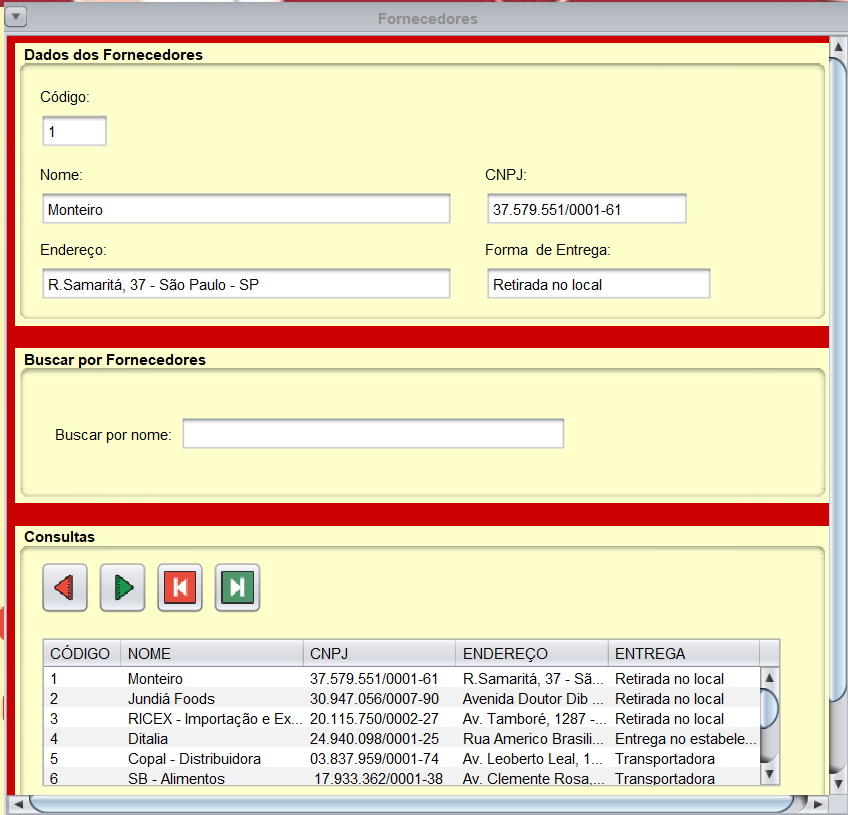 Fornecedores
Dados dos Fornecedores
Código:
1
Nome: CNPJ:
Monteiro 37.579.551/0001-61
Endereço: Forma de Entrega:
R.Samaritá, 37 - São Paulo - SP Retirada no local
Buscar por Fornecedores
Buscar por nome:
Consultas
CÓDIGO NOME CNPJ ENDEREÇO ENTREGA
1 Monteiro 37.579.551/0001-61 R.Samaritá, 37 - Sã... Retirada no local
2 Jundiá Foods 30.947.056/0007-90 Avenida Doutor Dib ... Retirada no local
3 RICEX - Importação e Ex... 20.115.750/0002-27 Av. Tamboré, 1287 -... Retirada no local
4 Ditalia 24.940.098/0001-25 Rua Americo Brasili... Entrega no estabele...
5 Copal - Distribuidora 03.837.959/0001-74 Av. Leoberto Leal, 1... Transportadora
6 SB - Alimentos 17.933.362/0001-38 Av. Clemente Rosa,... Transportadora